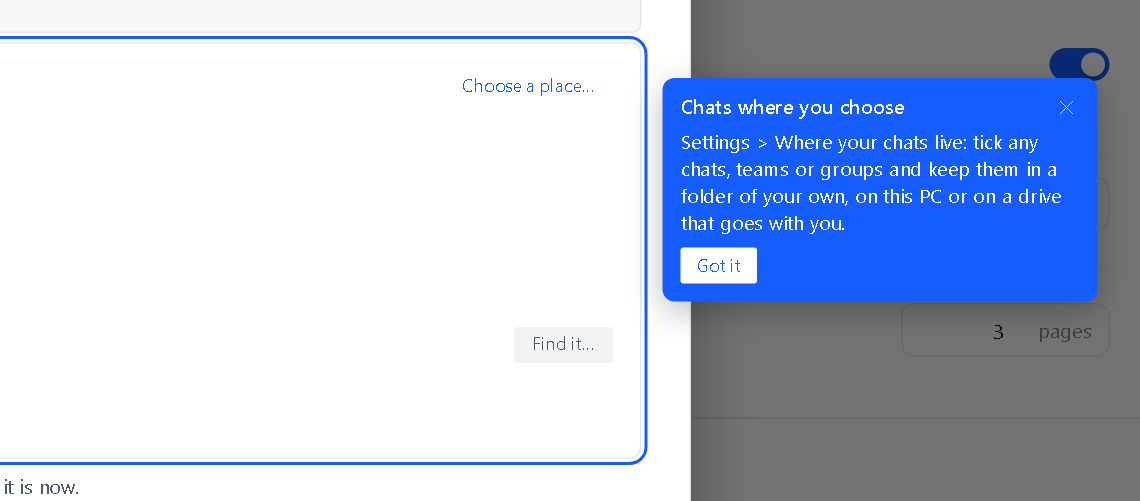 Choose a place...
Chats where you choose
Settings > Where your chats live: tick any
chats, teams or groups and keep them in a
folder of your own, on this PC or on a drive
that goes with you.
Got it
3 pages
Find it...
it is now.